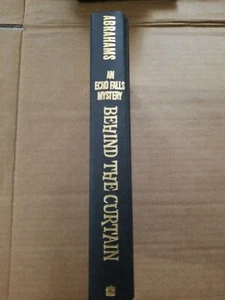 ABRAHAMS
AN
ECHO FALLS
MYSTERY
BEHIND THE CURTAIN